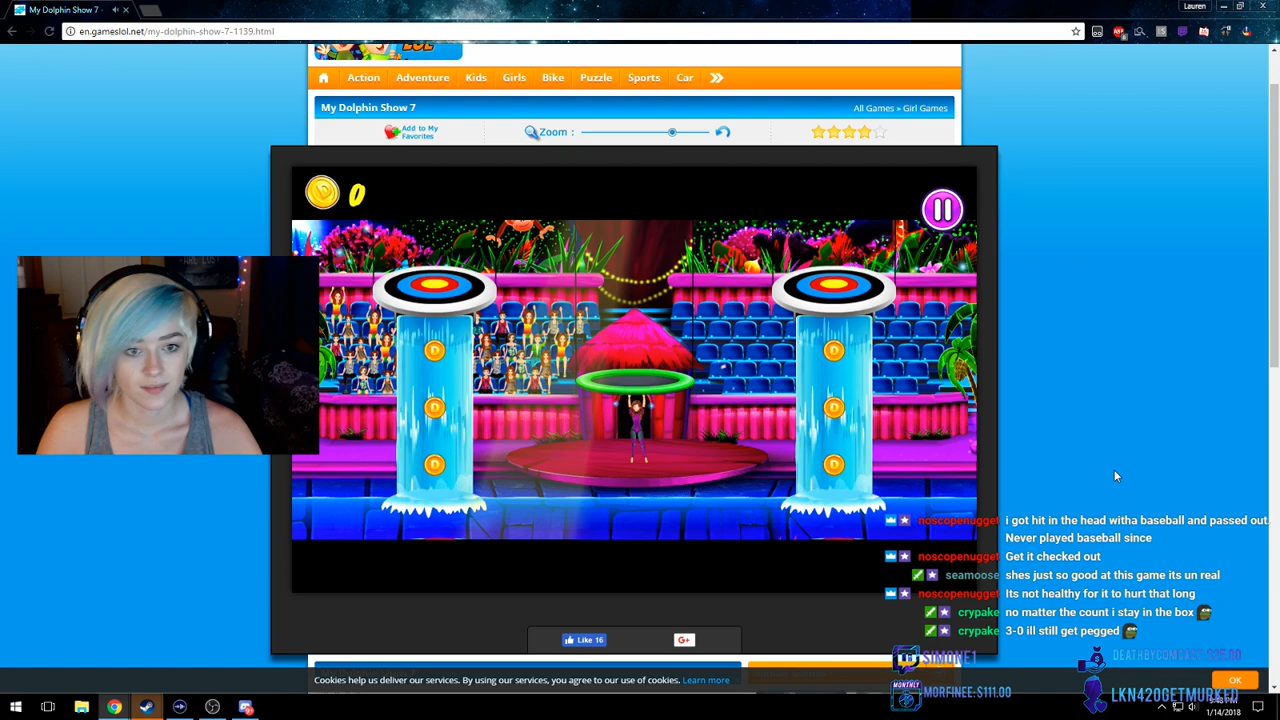 My Dolphin Show 7 -
Lauren
en.gameslol.net/my-dolphin-show-7-1139.html
Action Adventure Kids Girls Bike Puzzle Sports Car
My Dolphin Show 7
All Games » Girl Games
Add to My
Favorites
Zoom :
0
noscopenugget i got hit in the head witha baseball and passed out.
Never played baseball since
noscopenugget Get it checked out
seamoose shes just so good at this game its un real
noscopenugget Its not healthy for it to hurt that long
crypake no matter the count i stay in the box
crypake 3-0 ill still get pegged
Like 16
G+
SIMONE1
MONTHLY
MORFINEE:$111.00
LKN420GETMURKED
Cookies help us deliver our services. By using our services, you agree to our use of cookies. Learn more
OK
1/14/2018